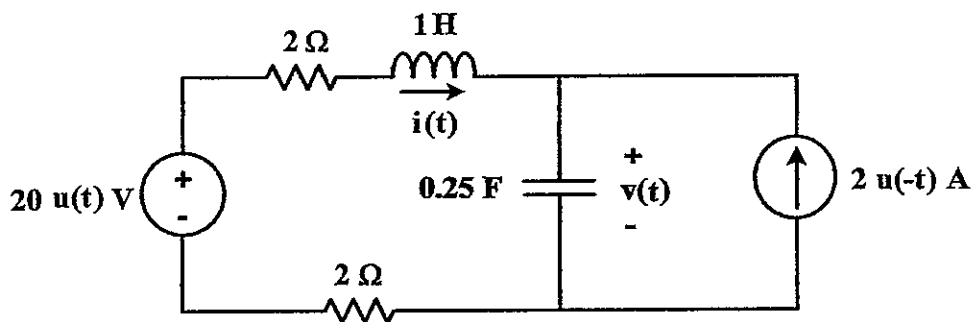 1 H
2 Ω
i(t)
+
20 u(t) V
+
-
0.25 F
v(t)
-
2 u(-t) A
2 Ω